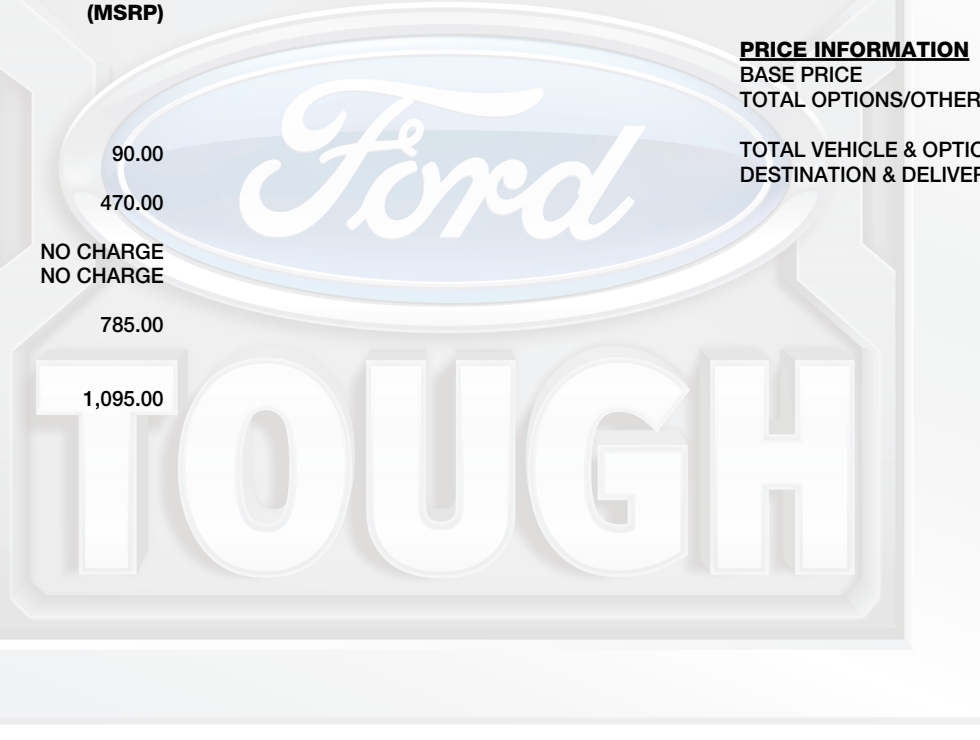 (MSRP)
90.00
470.00
NO CHARGE
NO CHARGE
785.00
1,095.00
PRICE INFORMATION
BASE PRICE
TOTAL OPTIONS/OTHER
TOTAL VEHICLE & OPTIO
DESTINATION & DELIVER
Ford
TOUGH